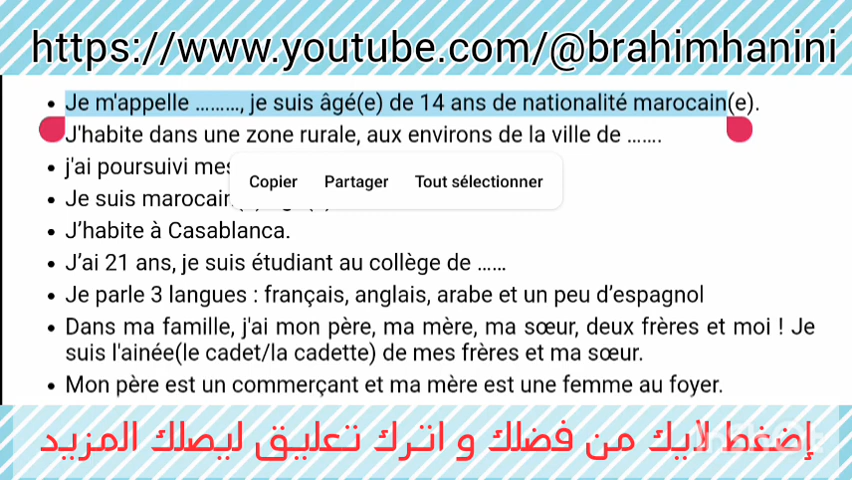 https://www.youtube.com/@brahimhanini
• Je m'appelle ………, je suis âgé(e) de 14 ans de nationalité marocain(e).
J'habite dans une zone rurale, aux environs de la ville de …….
• j'ai poursuivi mes
Copier Partager Tout sélectionner
• Je suis
• J’habite à Casablanca.
• J’ai 21 ans, je suis étudiant au collège de ……
• Je parle 3 langues : français, anglais, arabe et un peu d’espagnol
• Dans ma famille, j'ai mon père, ma mère, ma sœur, deux frères et moi ! Je
suis l'ainée(le cadet/la cadette) de mes frères et ma sœur.
• Mon père est un commerçant et ma mère est une femme au foyer.
إضغط لايك من فضلك و اترك تعليق ليصلك المزيد